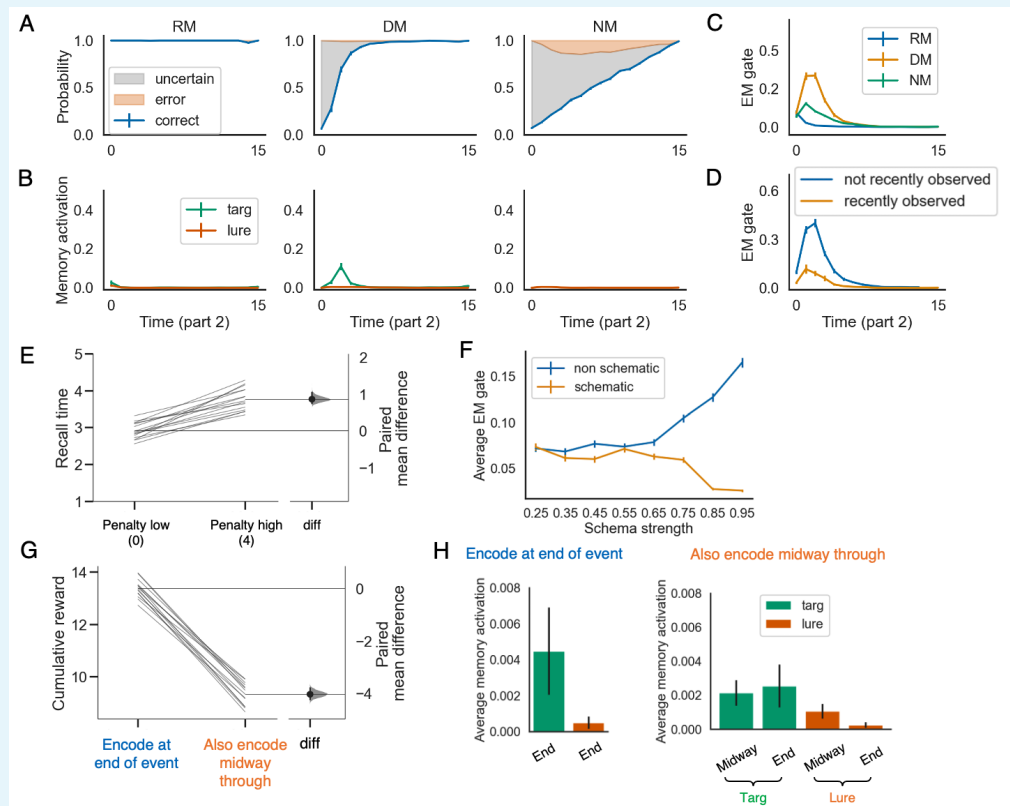 A
RM
DM
NM
Probability
1.0
0.5
0.0
uncertain
error
correct
0
15
1.0
0.5
0.0
0
15
1.0
0.5
0.0
0
15
B
Memory activation
0.4
0.2
0.0
targ
lure
0
15
Time (part 2)
0.4
0.2
0.0
0
15
Time (part 2)
0.4
0.2
0.0
0
15
Time (part 2)
C
EM gate
0.5
0.2
0.0
RM
DM
NM
0
15
D
EM gate
0.6
0.3
0.0
not recently observed
recently observed
0
15
Time (part 2)
E
Recall time
5
4
3
2
1
Penalty low
(0)
Penalty high
(4)
diff
2
1
0
−1
Paired
mean difference
F
Average EM gate
0.15
0.10
0.05
non schematic
schematic
0.25 0.35 0.45 0.55 0.65 0.75 0.85 0.95
Schema strength
G
Cumulative reward
14
12
10
Encode at
end of event
Also encode
midway
through
diff
0
−2
−4
Paired
mean difference
H
Encode at end of event
Average memory activation
0.008
0.006
0.004
0.002
0.000
End
End
Also encode midway through
Average memory activation
0.008
0.006
0.004
0.002
0.000
targ
lure
Midway
End
Midway
End
Targ
Lure